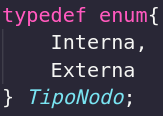 typedef enum{
    Interna,
    Externa
} TipoNodo;